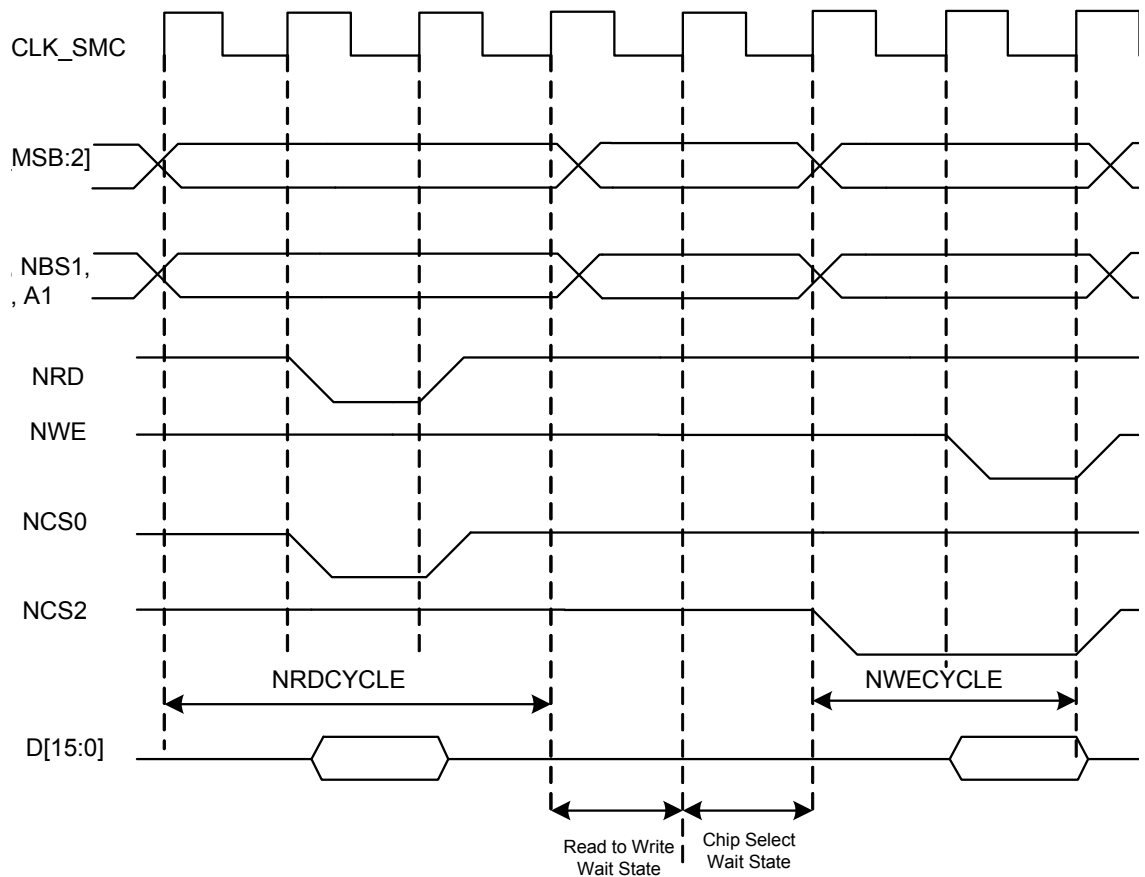 CLK_SMC
MSB:2]
, NBS1,
, A1
NRD
NWE
NCS0
NCS2
NRDCYCLE
NWECYCLE
D[15:0]
Read to Write
Wait State
Chip Select
Wait State